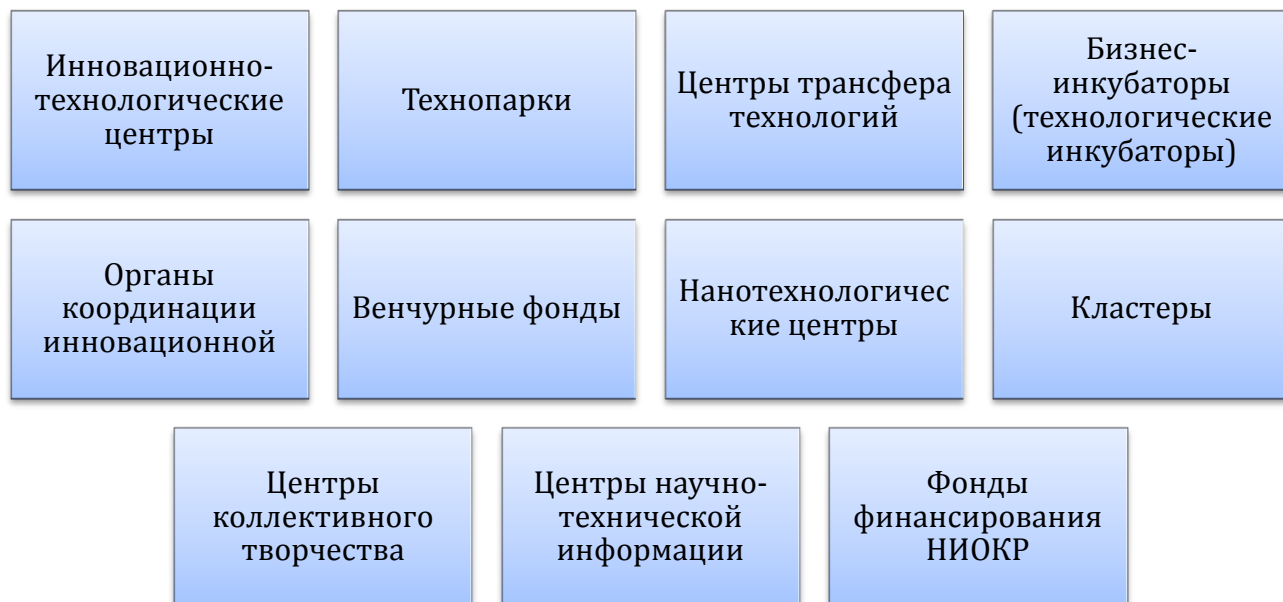 Инновационно-
технологические
центры
Технопарки
Центры трансфера
технологий
Бизнес-
инкубаторы
(технологические
инкубаторы)
Органы
координации
инновационной
Венчурные фонды
Нанотехнологичес
кие центры
Кластеры
Центры
коллективного
творчества
Центры научно-
технической
информации
Фонды
финансирования
НИОКР